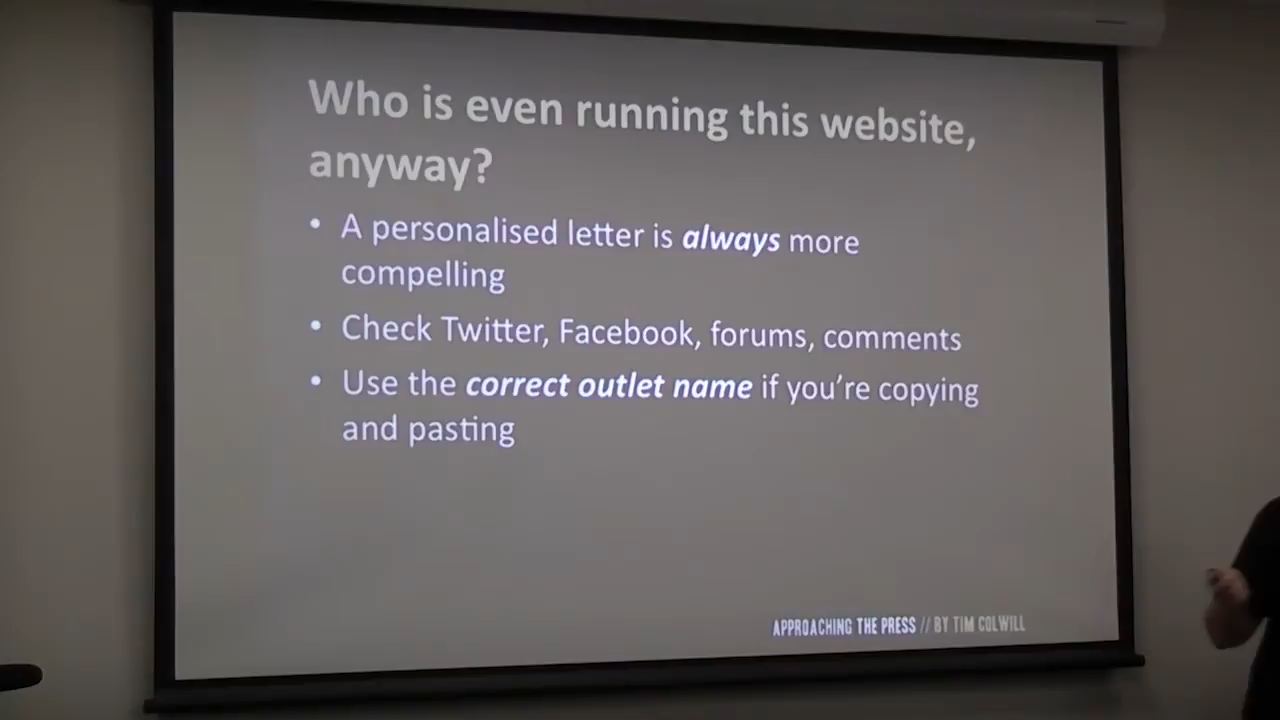 Who is even running this website,
anyway?
• A personalised letter is always more
compelling
• Check Twitter, Facebook, forums, comments
• Use the correct outlet name if you’re copying
and pasting
APPROACHING THE PRESS // BY TIM COLWILL